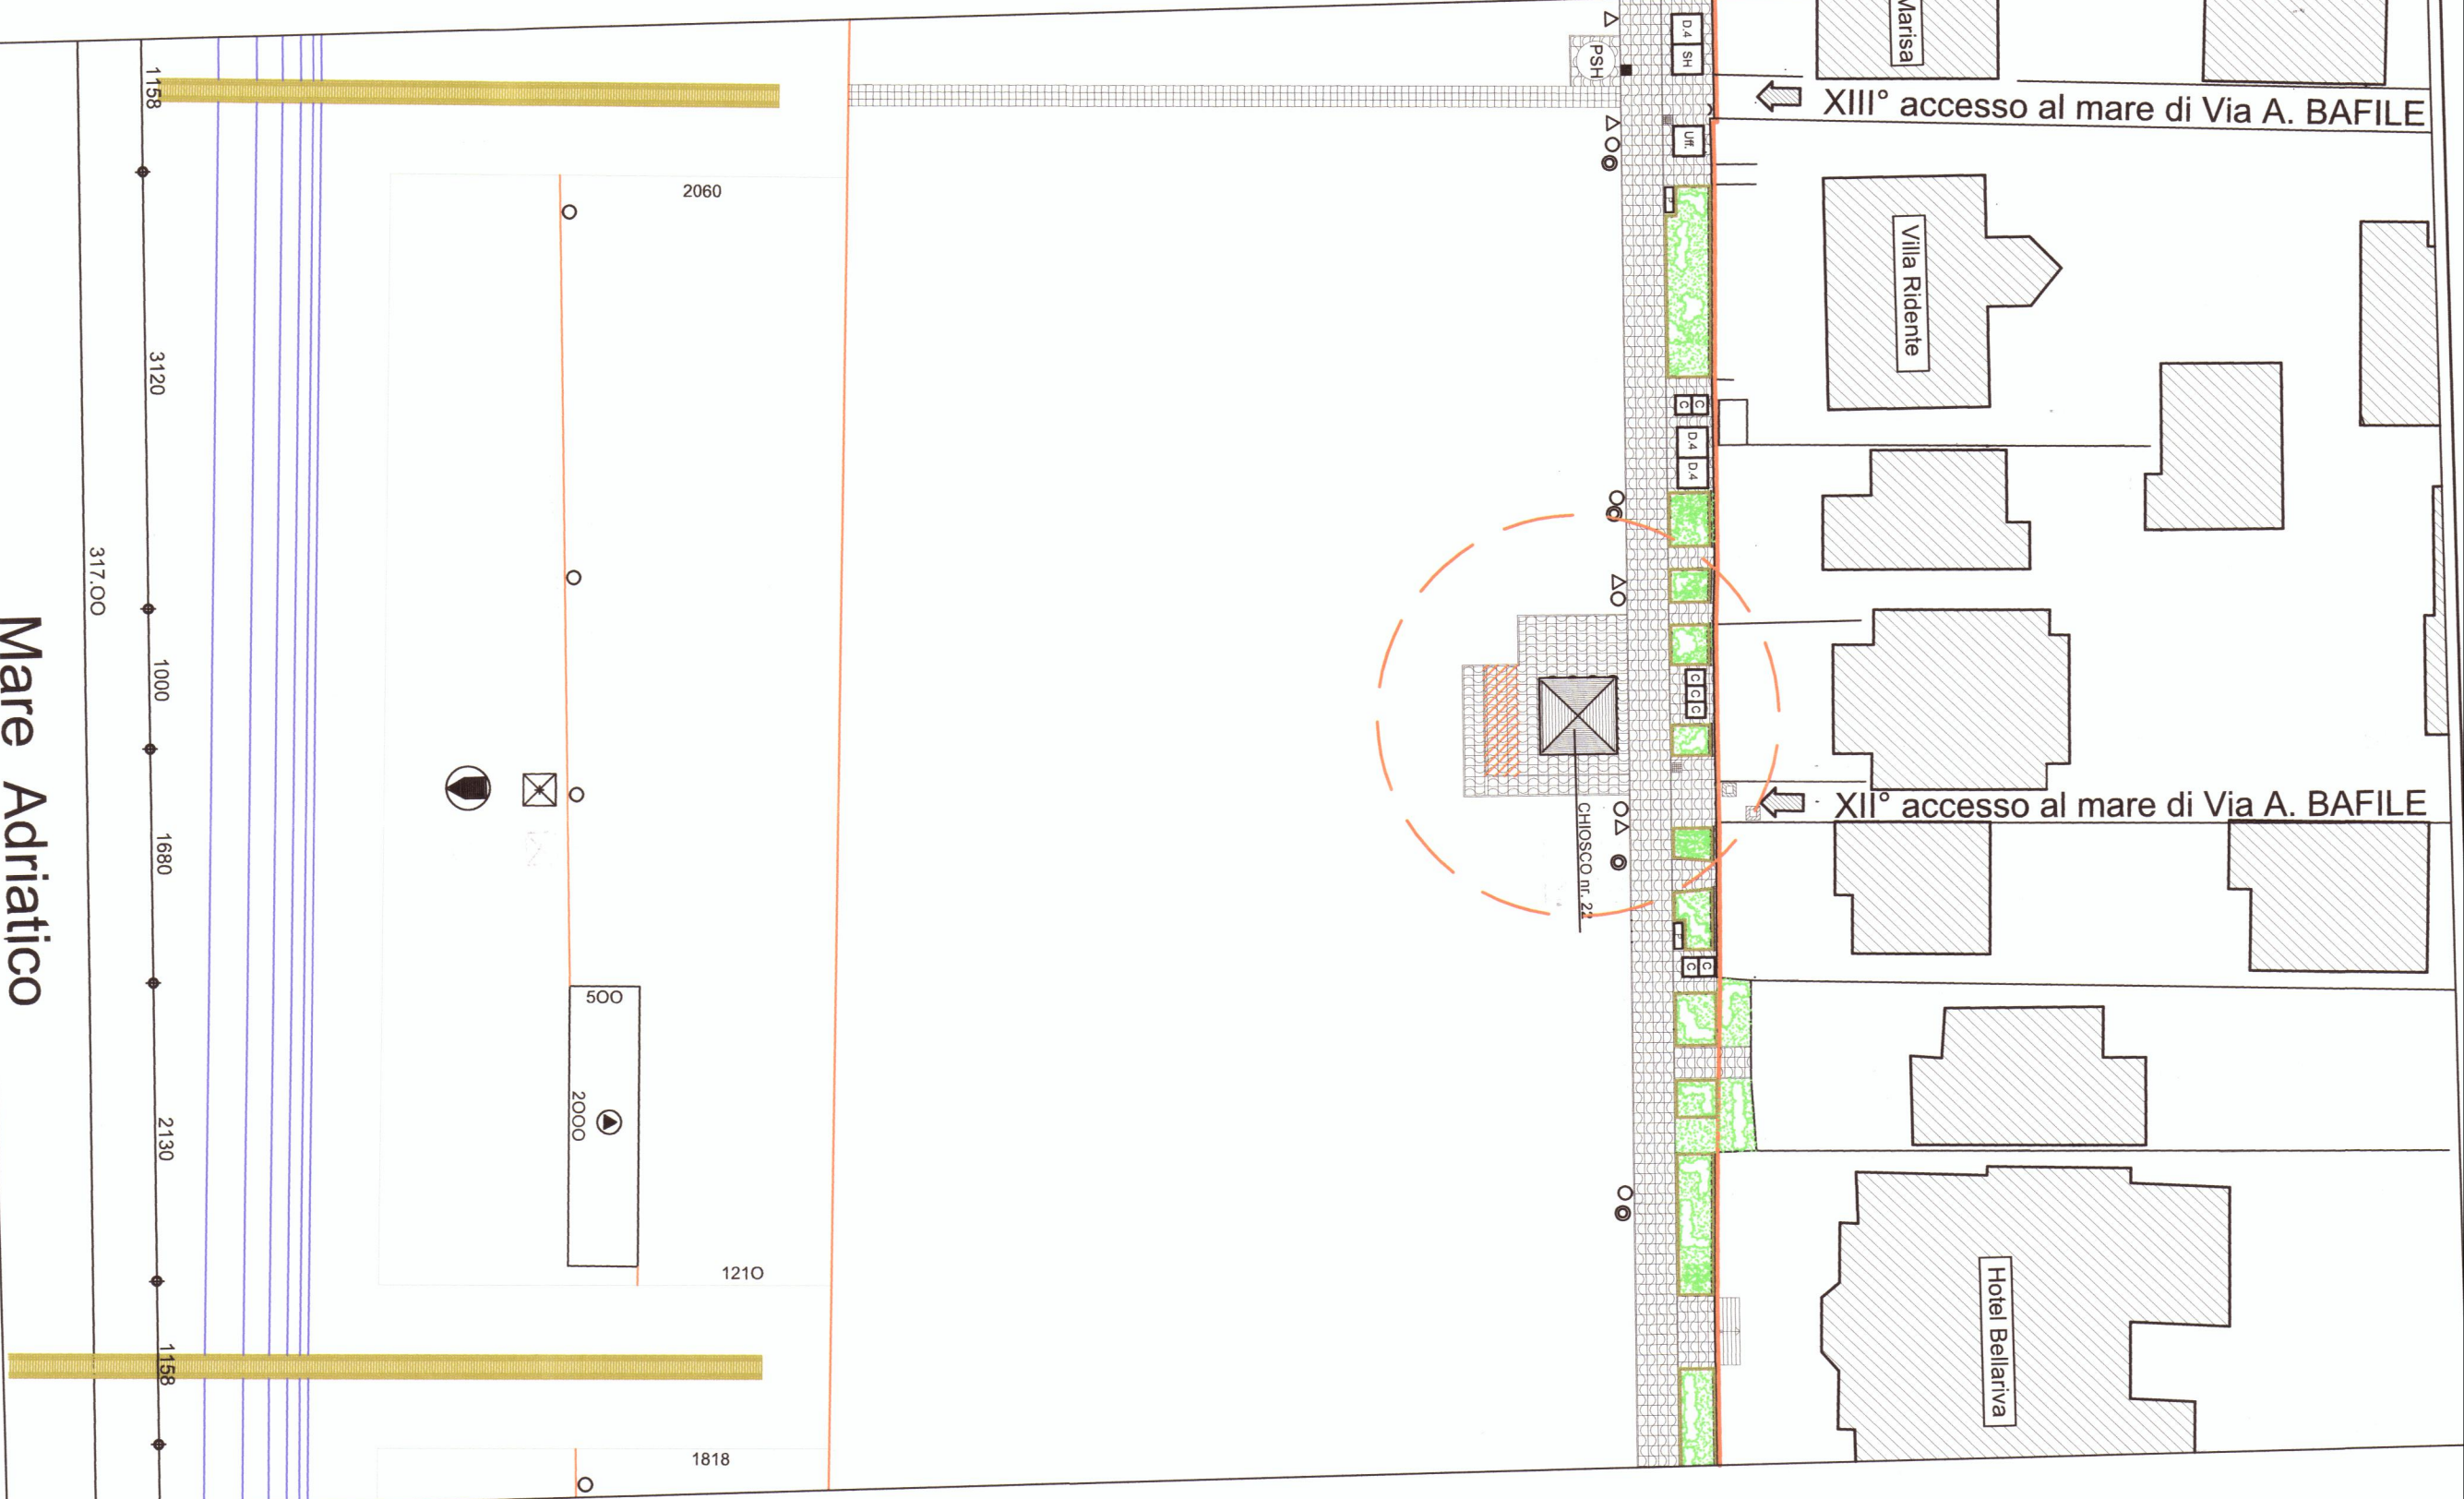 Marisa
D.4
SH
PSH
XIII° accesso al mare di Via A. BAFILE
1158
Uff.
2060
P
Villa Ridente
3120
C
C
D.4
D.4
317.00
1000
C
C
C
XII° accesso al mare di Via A. BAFILE
CHIOSCO nr. 22
Mare Adriatico
1680
P
C
C
500
2000
2130
1210
Hotel Bellariva
1158
1818